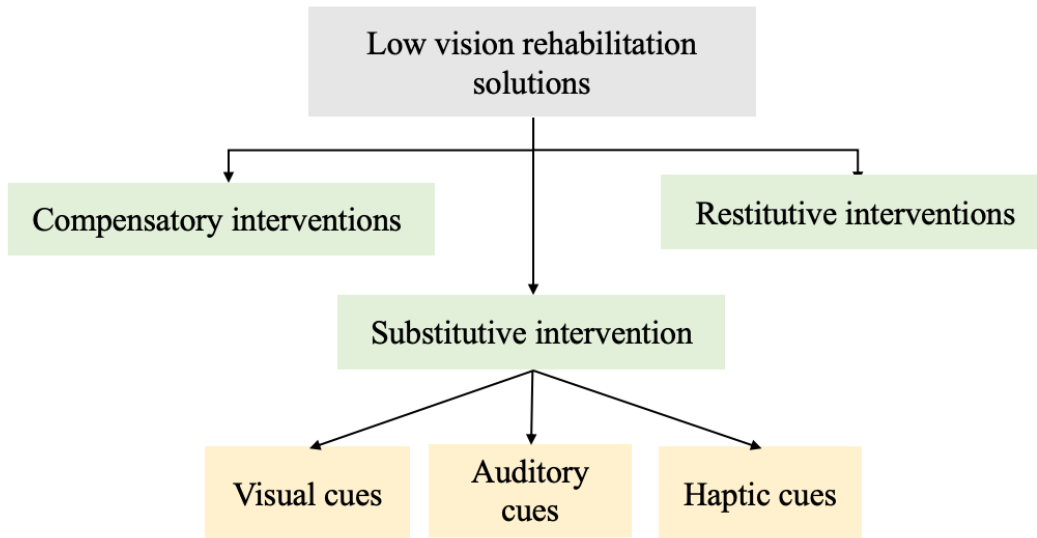 Low vision rehabilitation
solutions
Compensatory interventions
Restitutive interventions
Substitutive intervention
Visual cues
Auditory
cues
Haptic cues